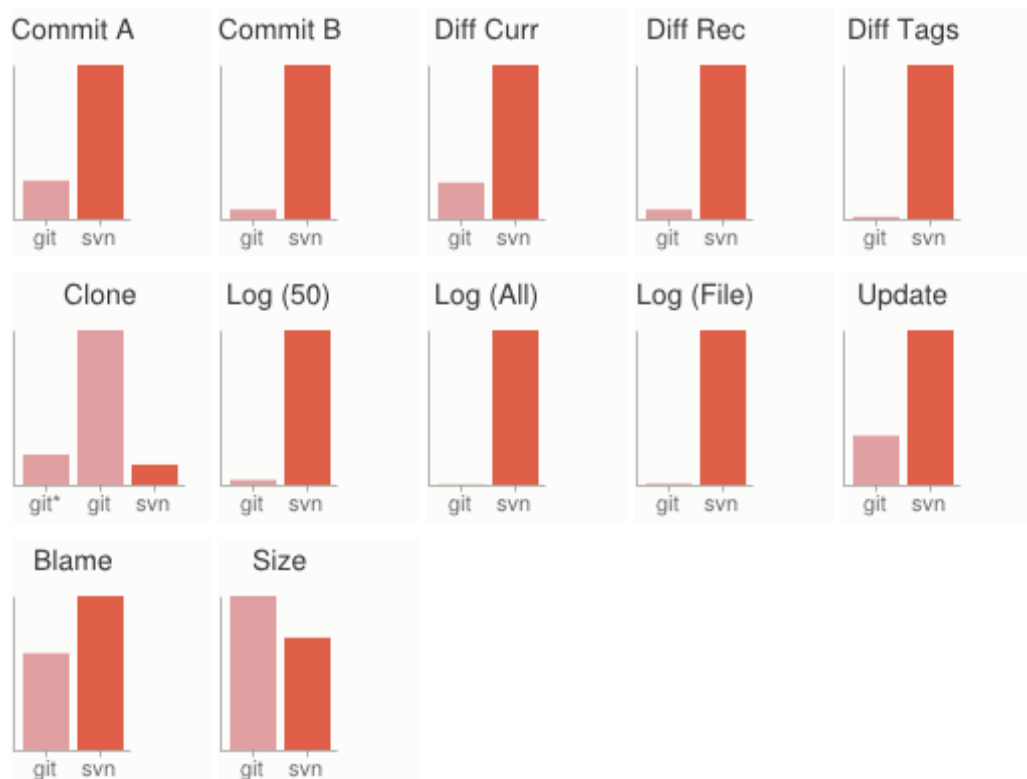 Commit A
git svn
Commit B
git svn
Diff Curr
git svn
Diff Rec
git svn
Diff Tags
git svn
Clone
git* git svn
Log (50)
git svn
Log (All)
git svn
Log (File)
git svn
Update
git svn
Blame
git svn
Size
git svn